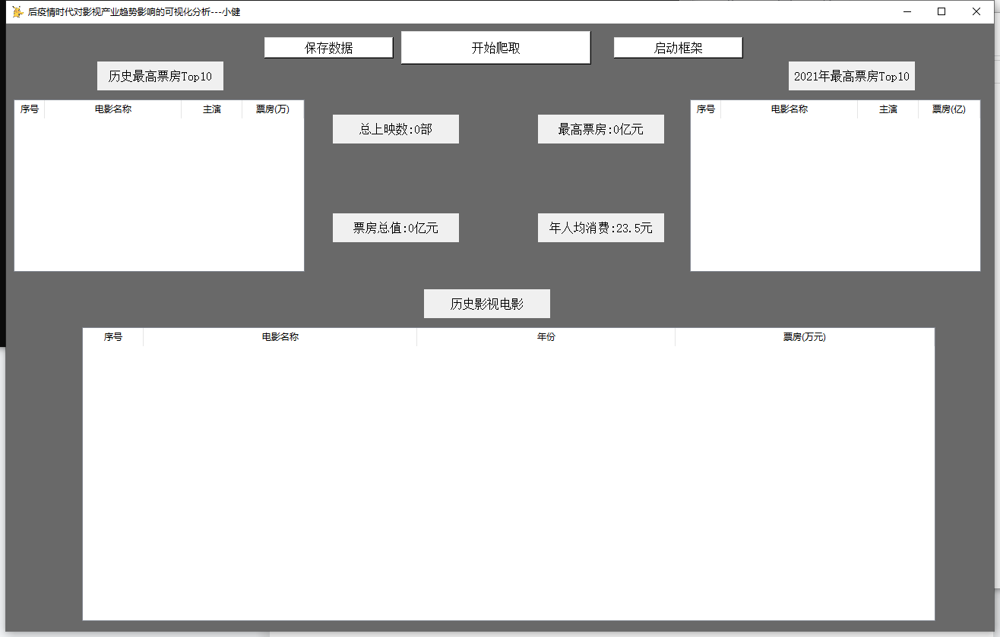 后疫情时代对影视产业趋势影响的可视化分析---小健
保存数据
开始爬取
启动框架
历史最高票房Top10
2021年最高票房Top10
序号 电影名称 主演 票房(万)
序号 电影名称 主演 票房(亿)
总上映数:0部
最高票房:0亿元
票房总值:0亿元
年人均消费:23.5元
历史影视电影
序号 电影名称 年份 票房(万元)